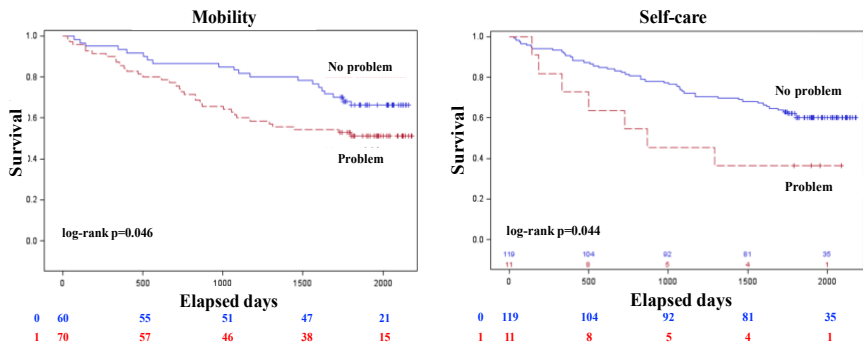 Mobility
Survival
1.0
0.8
0.6
1.4
0.2
0.0
No problem
Problem
log-rank p=0.046
0 500 1000 1500 2000
Elapsed days
0 60 55 51 47 21
1 70 57 46 38 15
Self-care
Survival
1.0
0.8
0.6
0.4
0.2
0.0
No problem
Problem
log-rank p=0.044
119 104 92 81 35
11 8 5 4 1
0 500 1000 1500 2000
Elapsed days
0 119 104 92 81 35
1 11 8 5 4 1